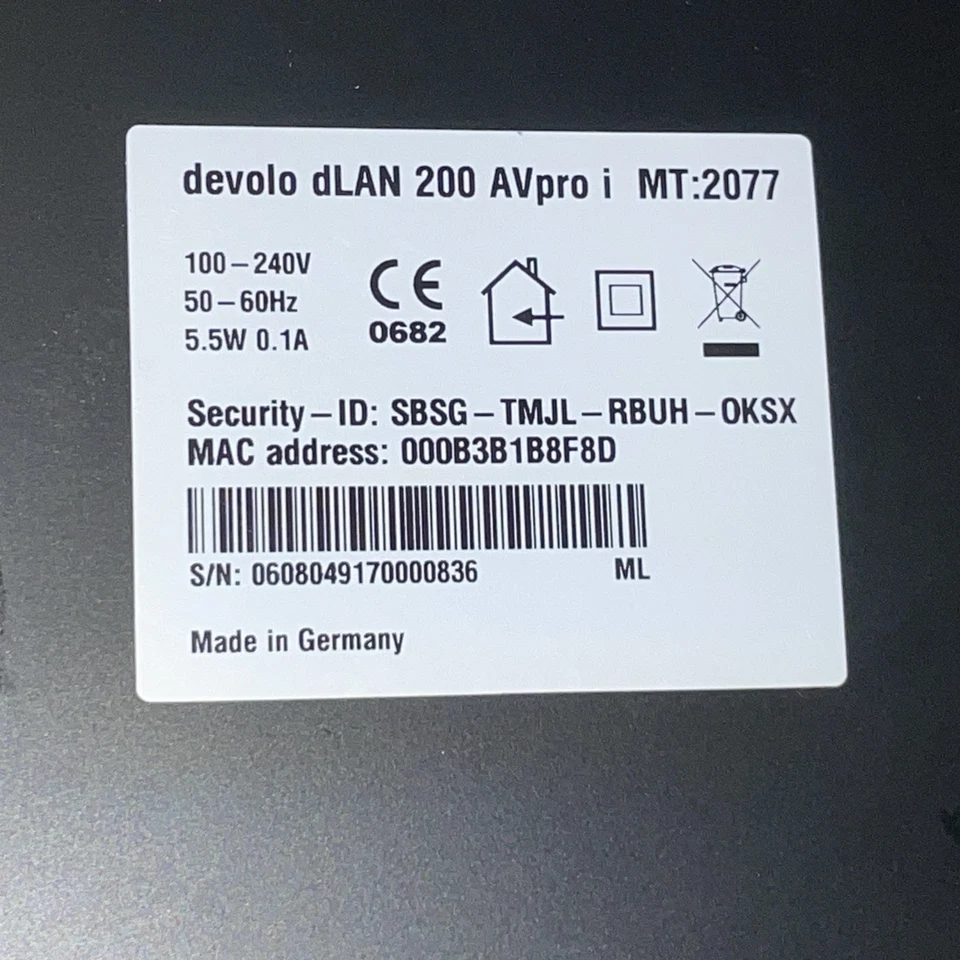 devolo dLAN 200 AVpro i MT:2077
100–240V
50–60Hz
5.5W 0.1A
CE
0682
Security–ID: SBSG–TMJL–RBUH–OKSX
MAC address: 000B3B1B8F8D
S/N: 0608049170000836 ML
Made in Germany